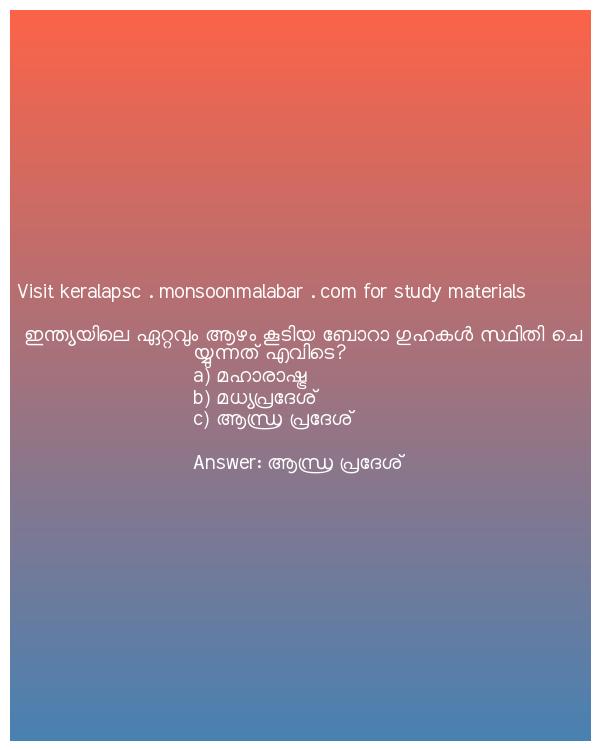 Visit keralapsc . monsoonmalabar . com for study materials
ഇന്ത്യയിലെ ഏറ്റവും ആഴം കൂടിയ ബോറാ ഗുഹകൾ സ്ഥിതി ചെ
യ്യുന്നത് എവിടെ?
a) മഹാരാഷ്ട്ര
b) മധ്യപ്രദേശ്
c) ആന്ധ്ര പ്രദേശ്
Answer: ആന്ധ്ര പ്രദേശ്